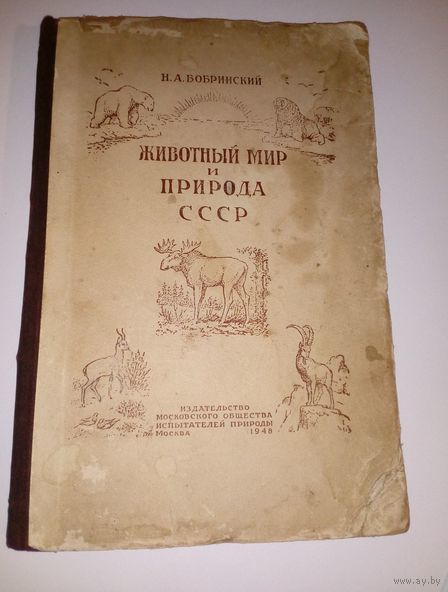 Н. А. БОБРИНСКИЙ
ЖИВОТНЫЙ МИР
И
ПРИРОДА
СССР
ИЗДАТЕЛЬСТВО
МОСКОВСКОГО ОБЩЕСТВА
ИСПЫТАТЕЛЕЙ ПРИРОДЫ
МОСКВА 1948
www.ay.by